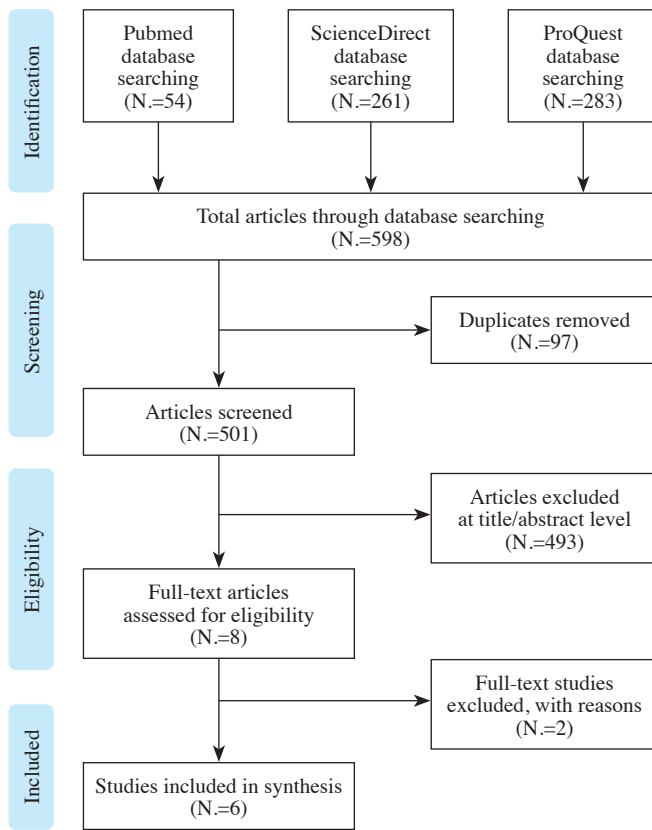 Identification
Pubmed
database
searching
(N.=54)
ScienceDirect
database
searching
(N.=261)
ProQuest
database
searching
(N.=283)
Total articles through database searching
(N.=598)
Screening
Duplicates removed
(N.=97)
Articles screened
(N.=501)
Eligibility
Articles excluded
at title/abstract level
(N.=493)
Full-text articles
assessed for eligibility
(N.=8)
Full-text studies
excluded, with reasons
(N.=2)
Included
Studies included in synthesis
(N.=6)